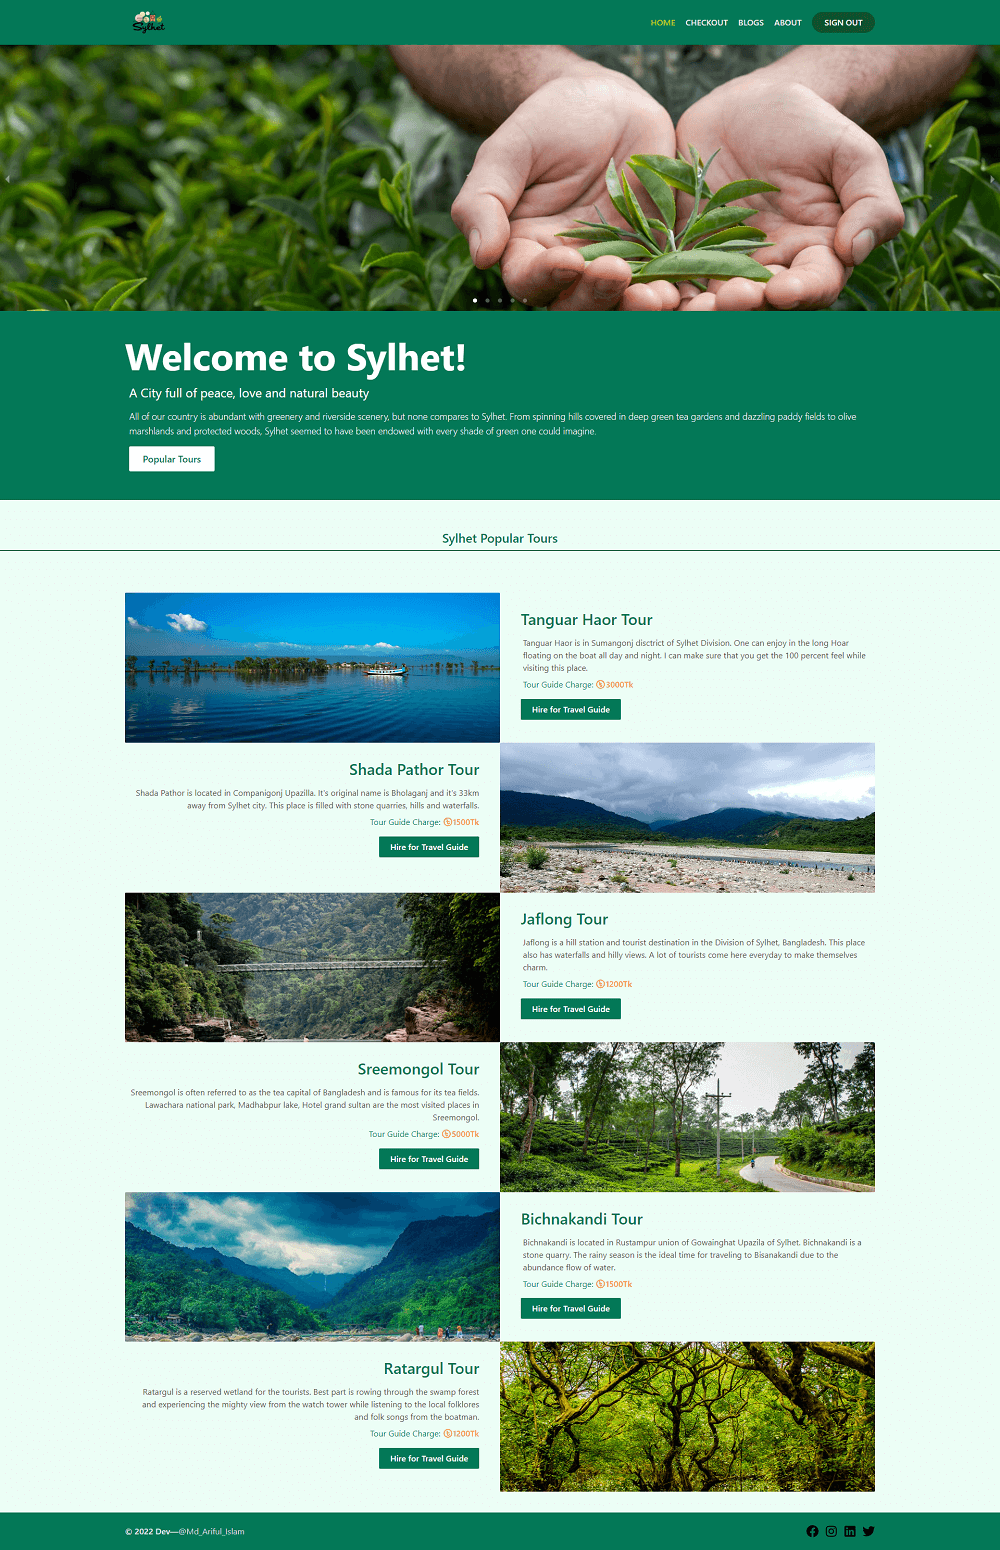 Sylhet
HOME CHECKOUT BLOGS ABOUT SIGN OUT
Welcome to Sylhet!
A City full of peace, love and natural beauty
All of our country is abundant with greenery and riverside scenery, but none compares to Sylhet. From spinning hills covered in deep green tea gardens and dazzling paddy fields to olive
marshlands and protected woods, Sylhet seemed to have been endowed with every shade of green one could imagine.
Popular Tours
Sylhet Popular Tours
Tanguar Haor Tour
Tanguar Haor is in Sumangonj disctrict of Sylhet Division. One can enjoy in the long Hoar
floating on the boat all day and night. I can make sure that you get the 100 percent feel while
visiting this place.
Tour Guide Charge: 3000Tk
Hire for Travel Guide
Shada Pathor Tour
Shada Pathor is located in Companigonj Upazilla. It's original name is Bholaganj and it's 33km
away from Sylhet city. This place is filled with stone quarries, hills and waterfalls.
Tour Guide Charge: 1500Tk
Hire for Travel Guide
Jaflong Tour
Jaflong is a hill station and tourist destination in the Division of Sylhet, Bangladesh. This place
also has waterfalls and hilly views. A lot of tourists come here everyday to make themselves
charm.
Tour Guide Charge: 1200Tk
Hire for Travel Guide
Sreemongol Tour
Sreemongol is often referred to as the tea capital of Bangladesh and is famous for its tea fields.
Lawachara national park, Madhabpur lake, Hotel grand sultan are the most visited places in
Sreemongol.
Tour Guide Charge: 5000Tk
Hire for Travel Guide
Bichnakandi Tour
Bichnakandi is located in Rustampur union of Gowainghat Upazila of Sylhet. Bichnakandi is a
stone quarry. The rainy season is the ideal time for traveling to Bisanakandi due to the
abundance flow of water.
Tour Guide Charge: 1500Tk
Hire for Travel Guide
Ratargul Tour
Ratargul is a reserved wetland for the tourists. Best part is rowing through the swamp forest
and experiencing the mighty view from the watch tower while listening to the local folklores
and folk songs from the boatman.
Tour Guide Charge: 1200Tk
Hire for Travel Guide
© 2022 Dev—@Md_Ariful_Islam